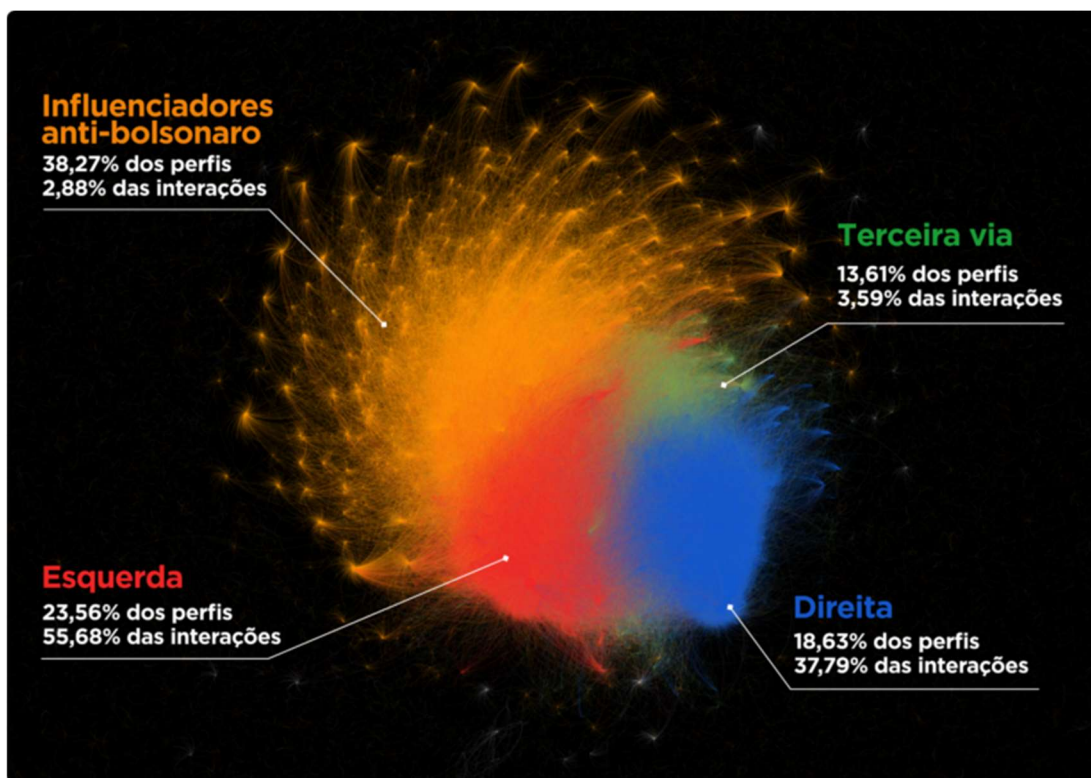 Influenciadores
anti-bolsonaro
38,27% dos perfis
2,88% das interações
Terceira via
13,61% dos perfis
3,59% das interações
Esquerda
23,56% dos perfis
55,68% das interações
Direita
18,63% dos perfis
37,79% das interações